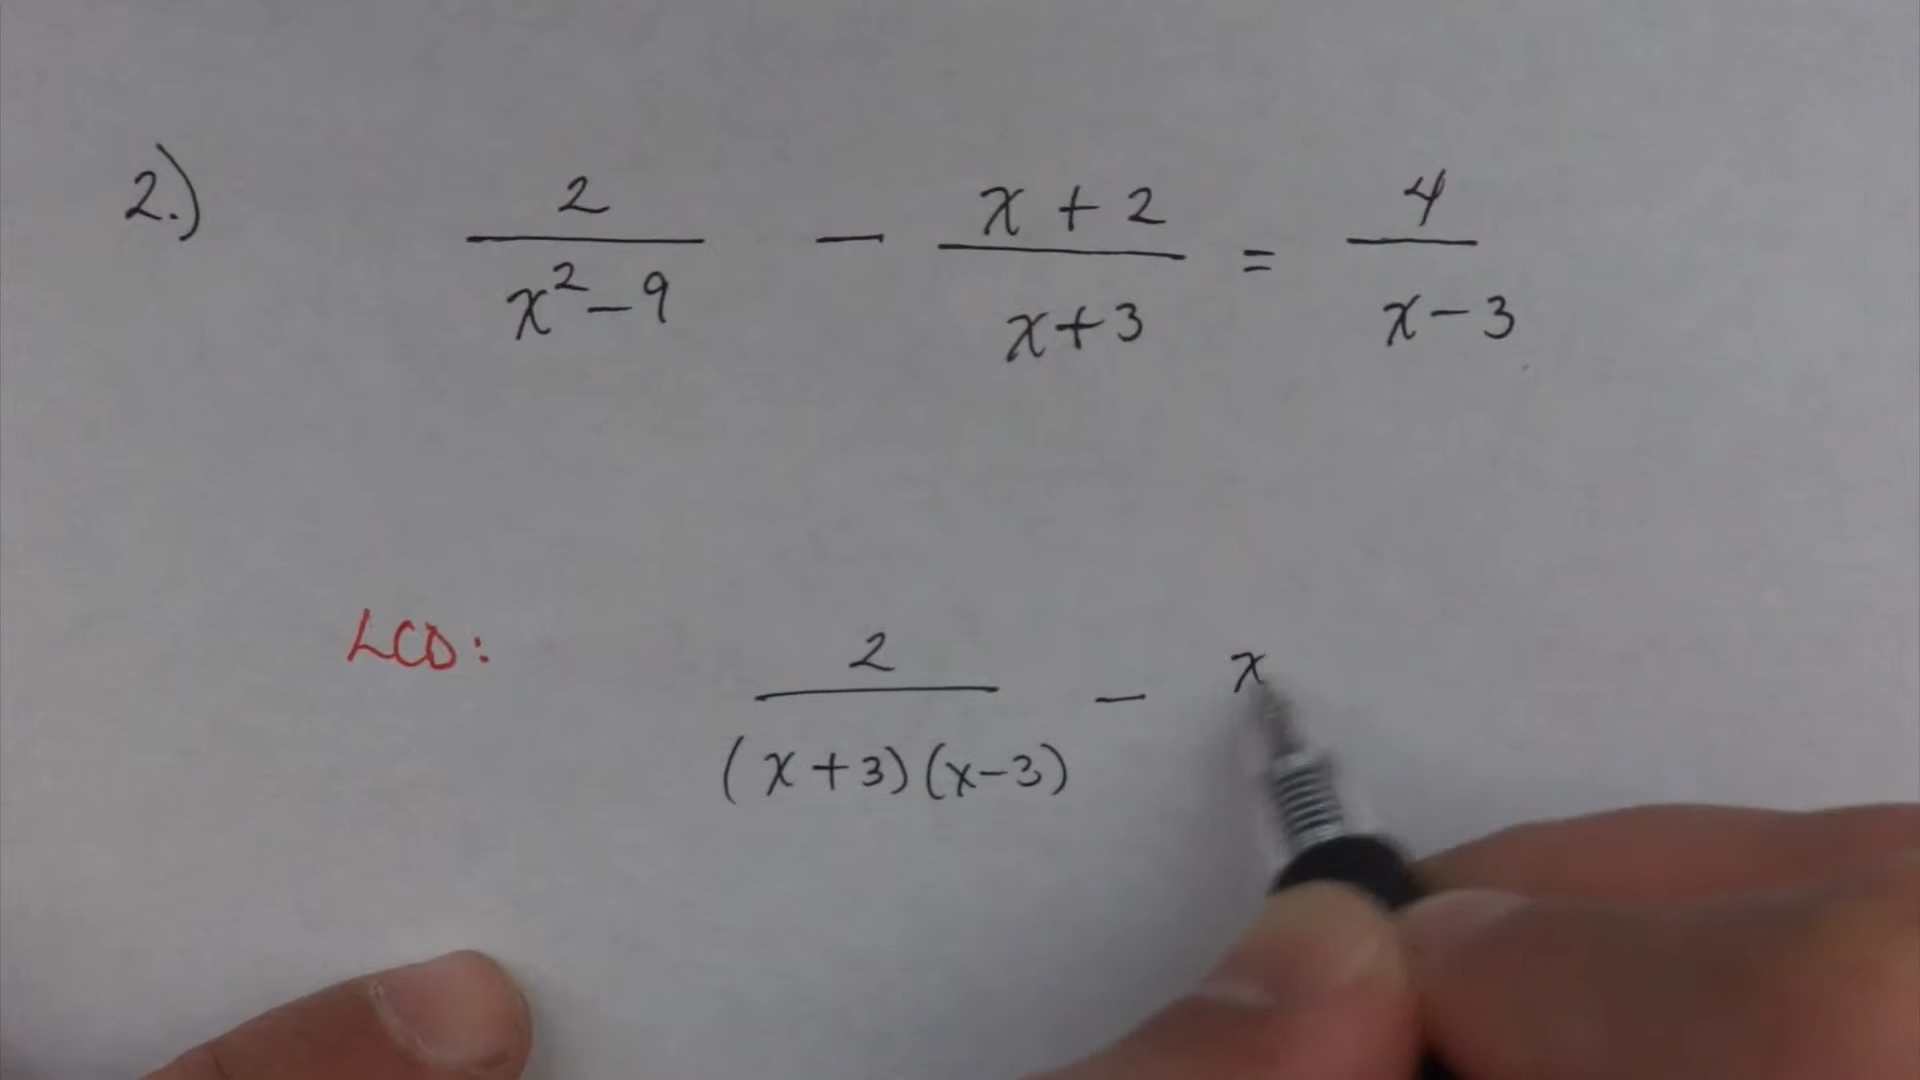 2.) 2/(x²-9) - (x+2)/(x+3) = 4/(x-3)
LCD: 2/((x+3)(x-3)) - x